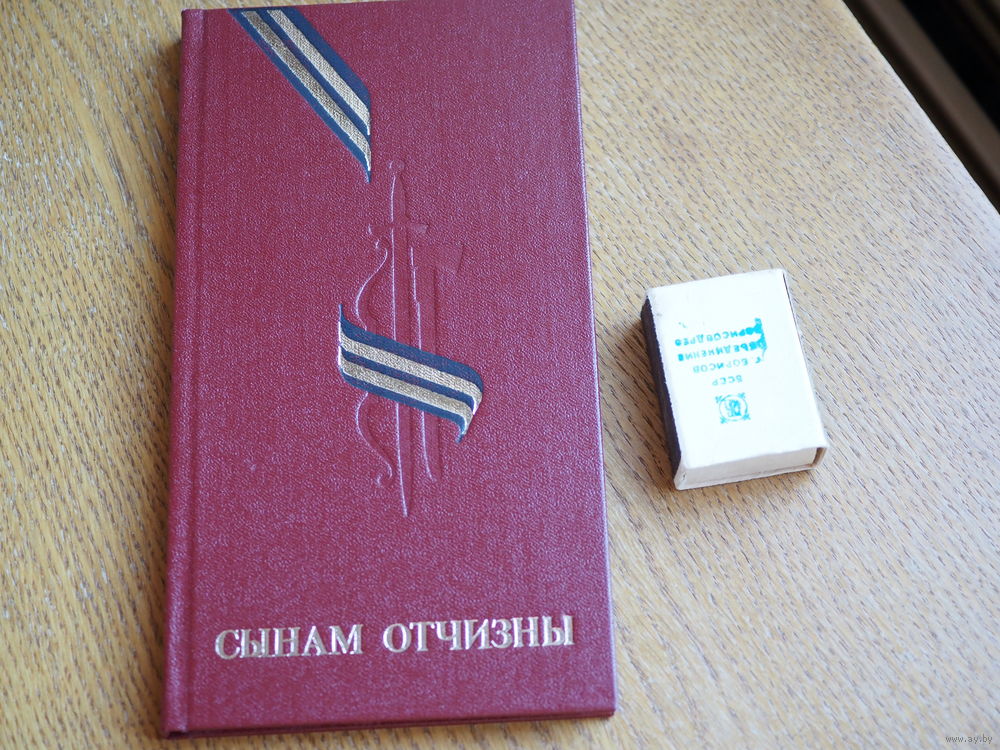 СЫНАМ ОТЧИЗНЫ
БССР
Г. БОРИСОВ
ОБЪЕДИНЕНИЕ
БОРИСОВДРЕВ
www.ay.by